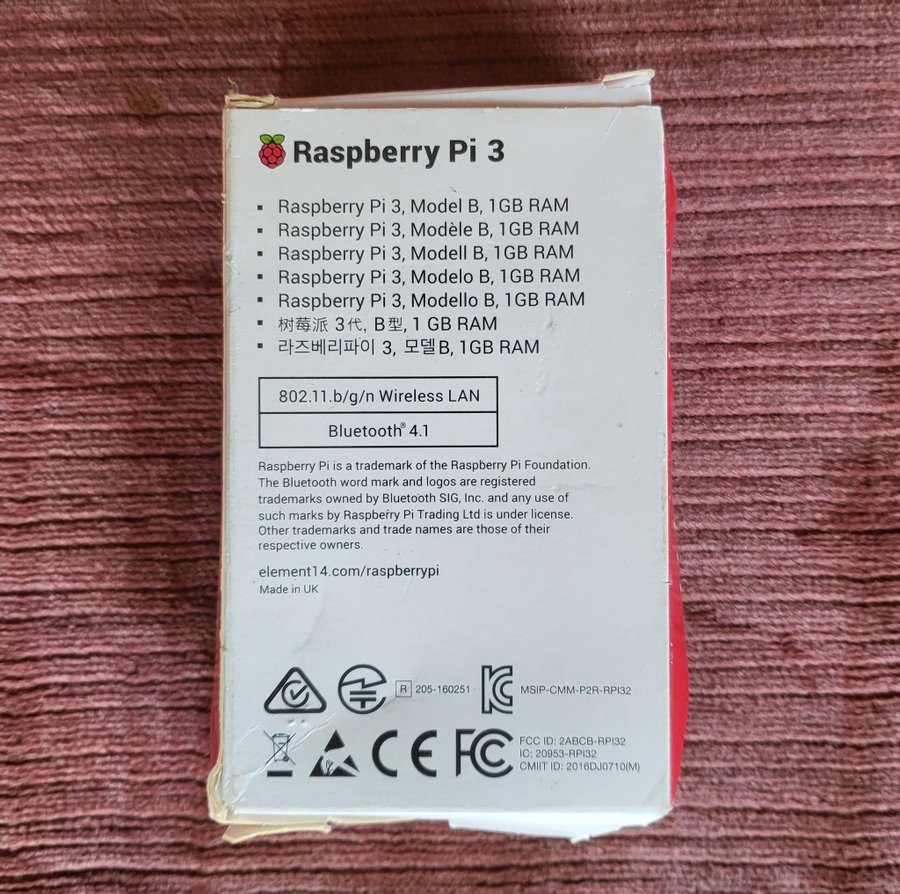 Raspberry Pi 3
▪ Raspberry Pi 3, Model B, 1GB RAM
▪ Raspberry Pi 3, Modèle B, 1GB RAM
▪ Raspberry Pi 3, Modell B, 1GB RAM
▪ Raspberry Pi 3, Modelo B, 1GB RAM
▪ Raspberry Pi 3, Modello B, 1GB RAM
▪ 树莓派 3代, B型, 1 GB RAM
▪ 라즈베리파이 3, 모델B, 1GB RAM
802.11.b/g/n Wireless LAN
Bluetooth® 4.1
Raspberry Pi is a trademark of the Raspberry Pi Foundation.
The Bluetooth word mark and logos are registered
trademarks owned by Bluetooth SIG, Inc. and any use of
such marks by Raspberry Pi Trading Ltd is under license.
Other trademarks and trade names are those of their
respective owners.
element14.com/raspberrypi
Made in UK
R 205-160251 KC MSIP-CMM-P2R-RPI32
CE FC FCC ID: 2ABCB-RPI32
IC: 20953-RPI32
CMIIT ID: 2016DJ0710(M)